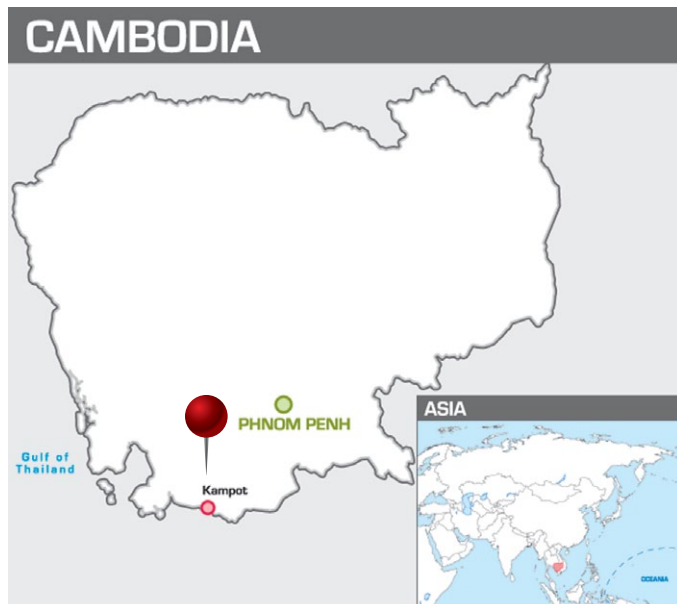 CAMBODIA
PHNOM PENH
Gulf of
Thailand
Kampot
ASIA
OCEANIA